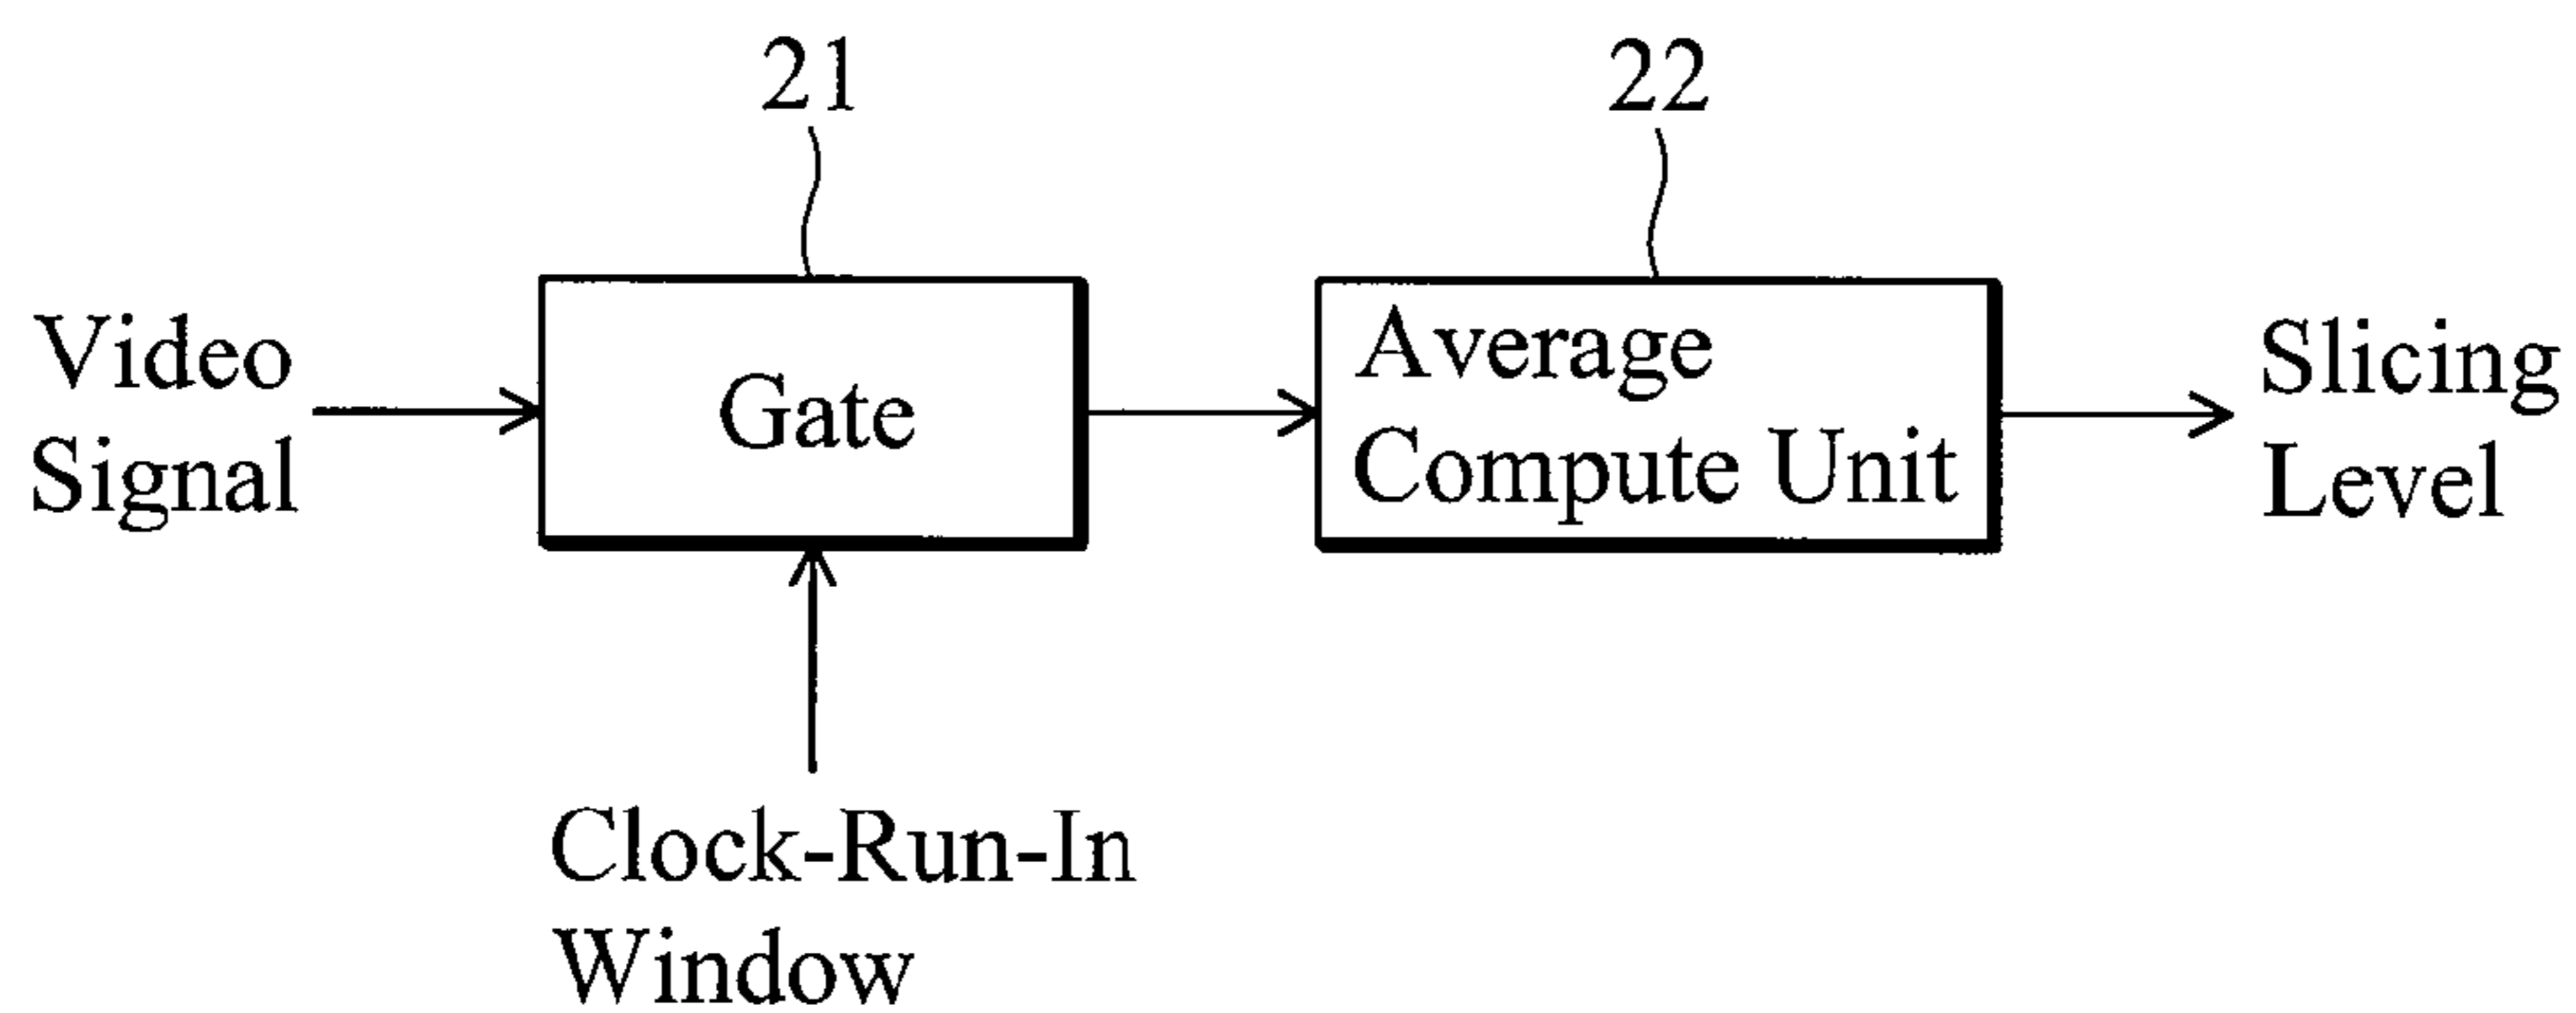 21
22
Video
Signal
Gate
Average
Compute Unit
Slicing
Level
Clock-Run-In
Window